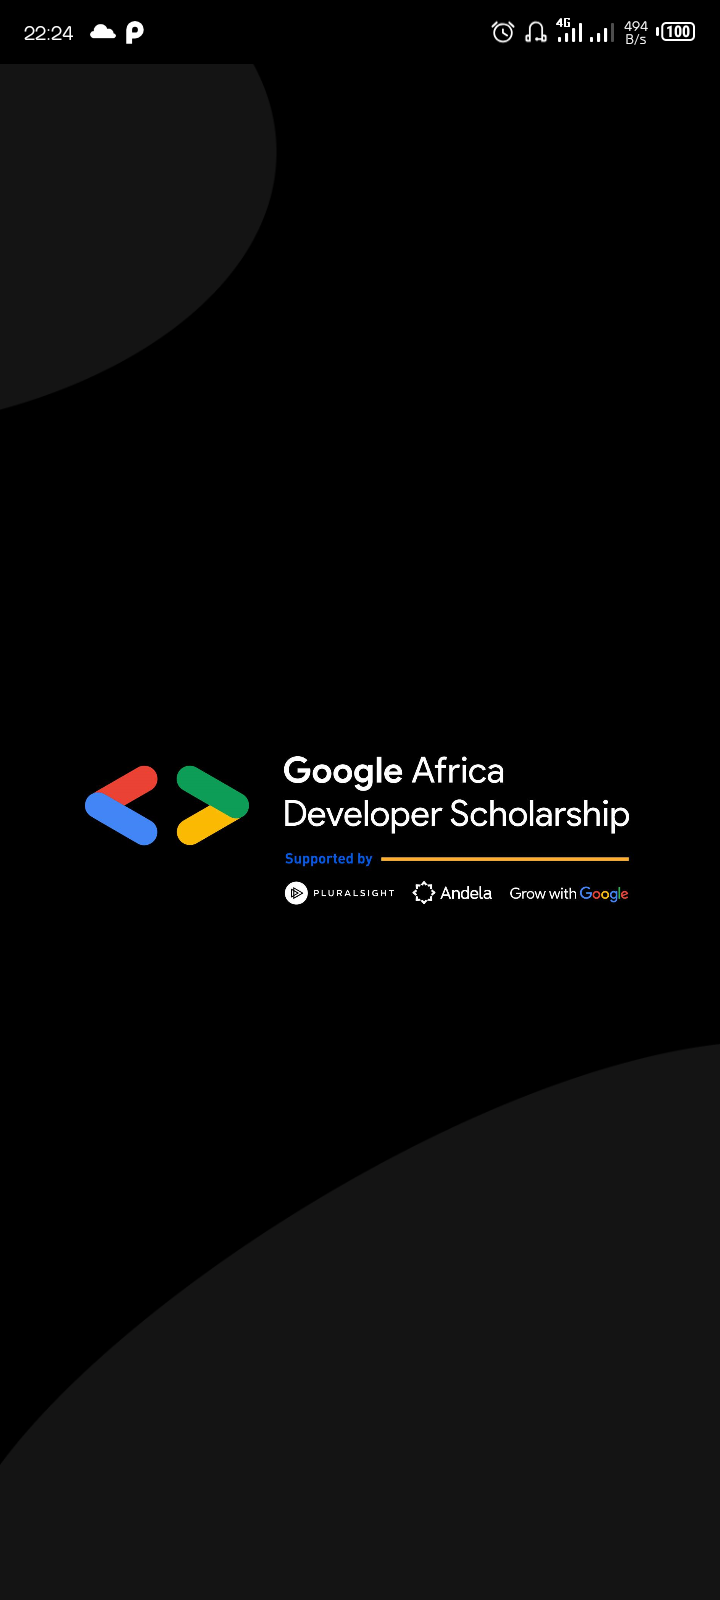 22:24 4G 494 B/s 100
Google Africa
Developer Scholarship
Supported by
PLURALSIGHT Andela Grow with Google